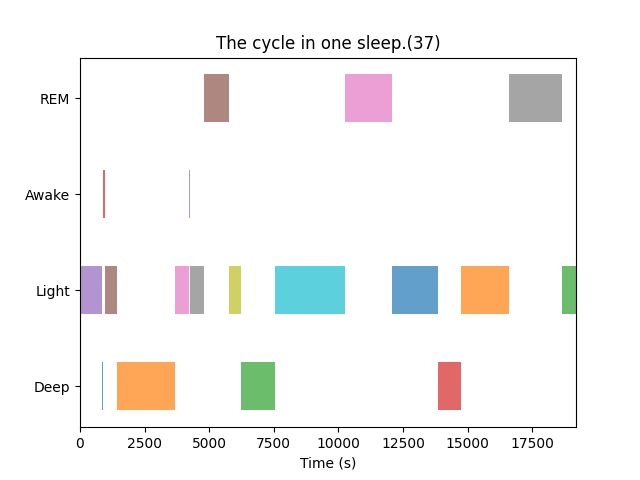 The cycle in one sleep.(37)
REM
Awake
Light
Deep
0 2500 5000 7500 10000 12500 15000 17500
Time (s)